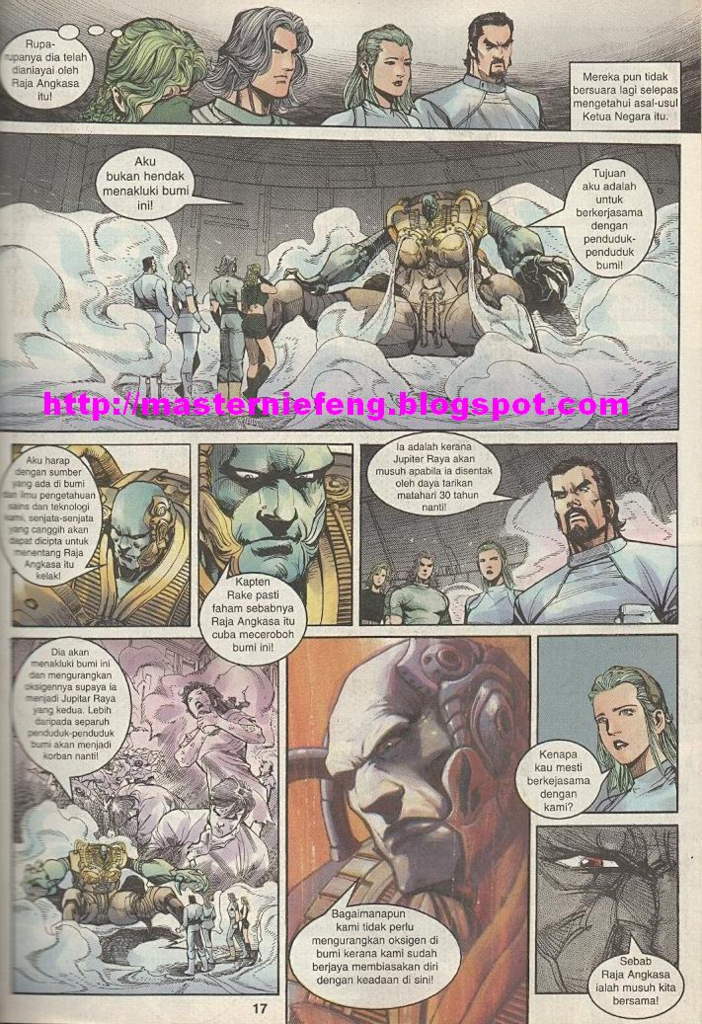 Rupa-
rupanya dia telah
dianiayai oleh
Raja Angkasa
itu!
Mereka pun tidak
bersuara lagi selepas
mengetahui asal-usul
Ketua Negara itu.
Aku
bukan hendak
menakluki bumi
ini!
Tujuan
aku adalah
untuk
berkerjasama
dengan
penduduk-
penduduk
bumi!
http://masterniefeng.blogspot.com
Aku harap
dengan sumber
yang ada di bumi
dan ilmu pengetahuan
sains dan teknologi
kami, senjata-senjata
yang canggih akan
dapat dicipta untuk
menentang Raja
Angkasa itu
kelak!
Kapten
Rake pasti
faham sebabnya
Raja Angkasa itu
cuba meceroboh
bumi ini!
Ia adalah kerana
Jupiter Raya akan
musuh apabila ia disentak
oleh daya tarikan
matahari 30 tahun
nanti!
Dia akan
menakluki bumi ini
dan mengurangkan
oksigennya supaya ia
menjadi Jupitar Raya
yang kedua. Lebih
daripada separuh
penduduk-penduduk
bumi akan menjadi
korban nanti!
Bagaimanapun
kami tidak perlu
mengurangkan oksigen di
bumi kerana kami sudah
berjaya membiasakan diri
dengan keadaan di sini!
Kenapa
kau mesti
berkejasama
dengan
kami?
Sebab
Raja Angkasa
ialah musuh kita
bersama!
17